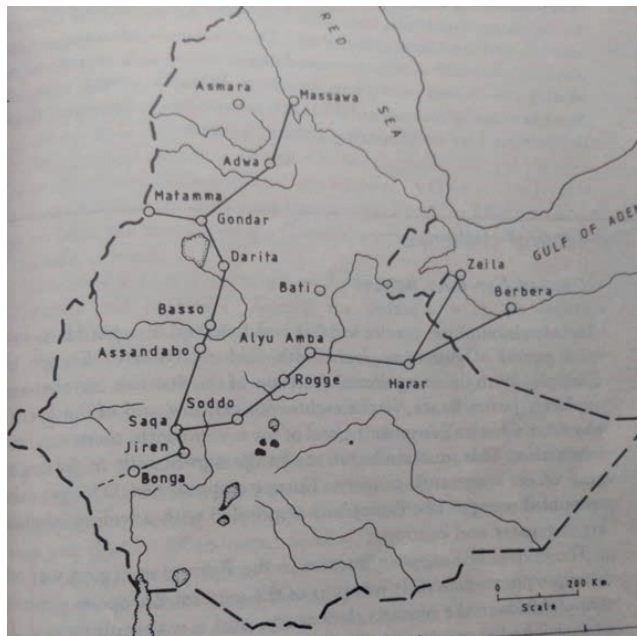 RED
SEA
Asmara
Massawa
Adwa
Matamma
Gondar
GULF OF ADEN
Darita
Zeila
Bati
Berbera
Basso
Alyu Amba
Assandabo
Rogge
Harar
Soddo
Saqa
Jiren
Bonga
0 200 Km.
Scale